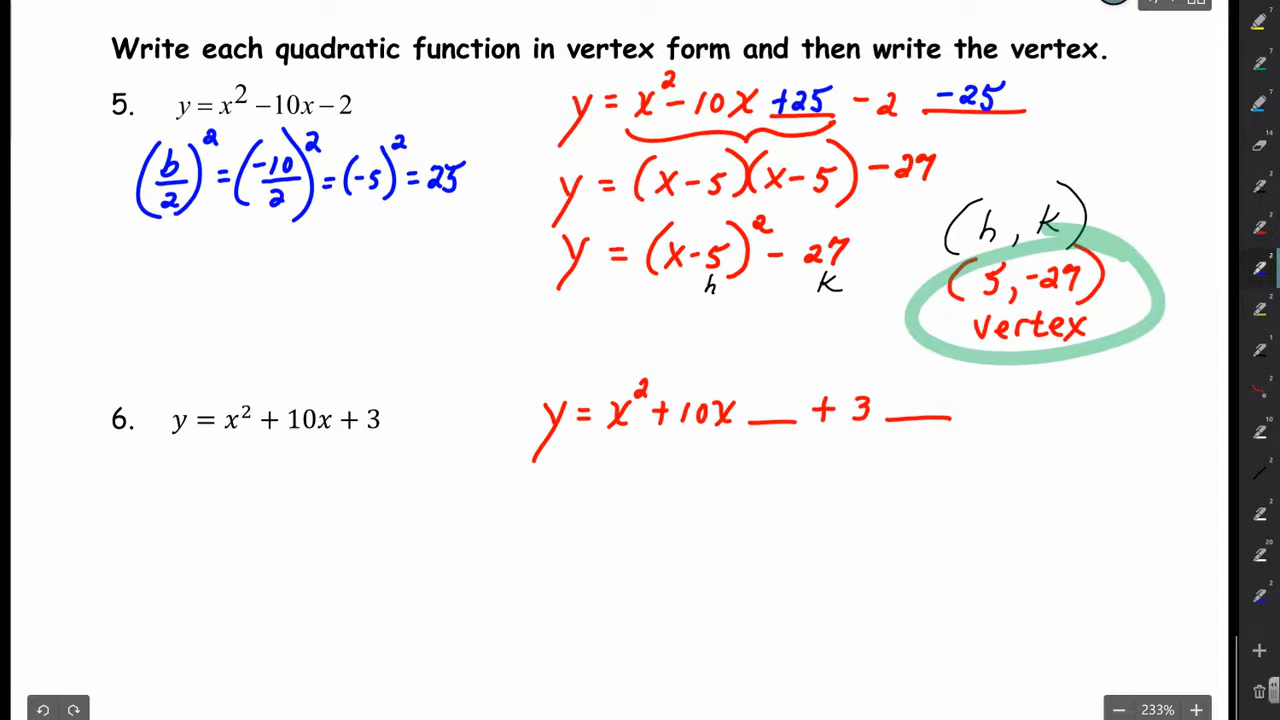 Write each quadratic function in vertex form and then write the vertex.
5. y = x² − 10x − 2
y = x² − 10x +25 − 2 −25
(b/2)² = (-10/2)² = (-5)² = 25
y = (x − 5)(x − 5) − 27
y = (x − 5)² − 27
h k
(h, k)
(5, -27)
vertex
6. y = x² + 10x + 3
y = x² + 10x __ + 3 __
233%